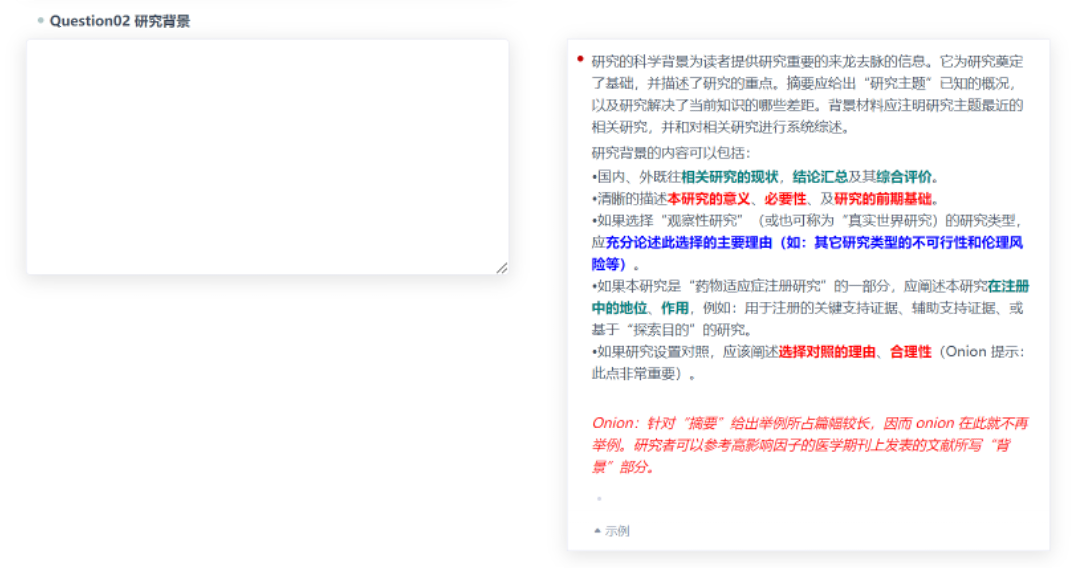 Question02 研究背景
研究的科学背景为读者提供研究重要的来龙去脉的信息。它为研究奠定
了基础，并描述了研究的重点。摘要应给出“研究主题”已知的概况，
以及研究解决了当前知识的哪些差距。背景材料应注明研究主题最近的
相关研究，并和对相关研究进行系统综述。
研究背景的内容可以包括：
•国内、外既往相关研究的现状，结论汇总及其综合评价。
•清晰的描述本研究的意义、必要性、及研究的前期基础。
•如果选择“观察性研究”（或也可称为“真实世界研究）的研究类型，
应充分论述此选择的主要理由（如：其它研究类型的不可行性和伦理风
险等）。
•如果本研究是“药物适应症注册研究”的一部分，应阐述本研究在注册
中的地位、作用，例如：用于注册的关键支持证据、辅助支持证据、或
基于“探索目的”的研究。
•如果研究设置对照，应该阐述选择对照的理由、合理性（Onion 提示：
此点非常重要）。
Onion：针对“摘要”给出举例所占篇幅较长，因而 onion 在此就不再
举例。研究者可以参考高影响因子的医学期刊上发表的文献所写“背
景”部分。
示例